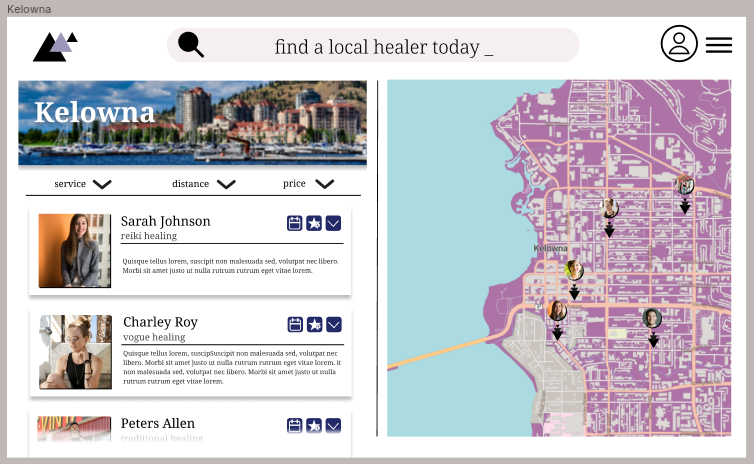 Kelowna
find a local healer today _
Kelowna
service
distance
price
Sarah Johnson
reiki healing
Quisque tellus lorem, suscipit non malesuada sed, volutpat nec libero.
Morbi sit amet justo ut nulla rutrum rutrum eget vitae lorem.
Charley Roy
vogue healing
Quisque tellus lorem, suscipSuscipit non malesuada sed, volutpat nec
libero. Morbi sit amet justo ut nulla rutrum rutrum eget vitae lorem. it
non malesuada sed, volutpat nec libero. Morbi sit amet justo ut nulla
rutrum rutrum eget vitae lorem.
Peters Allen
traditional healing
Kelowna